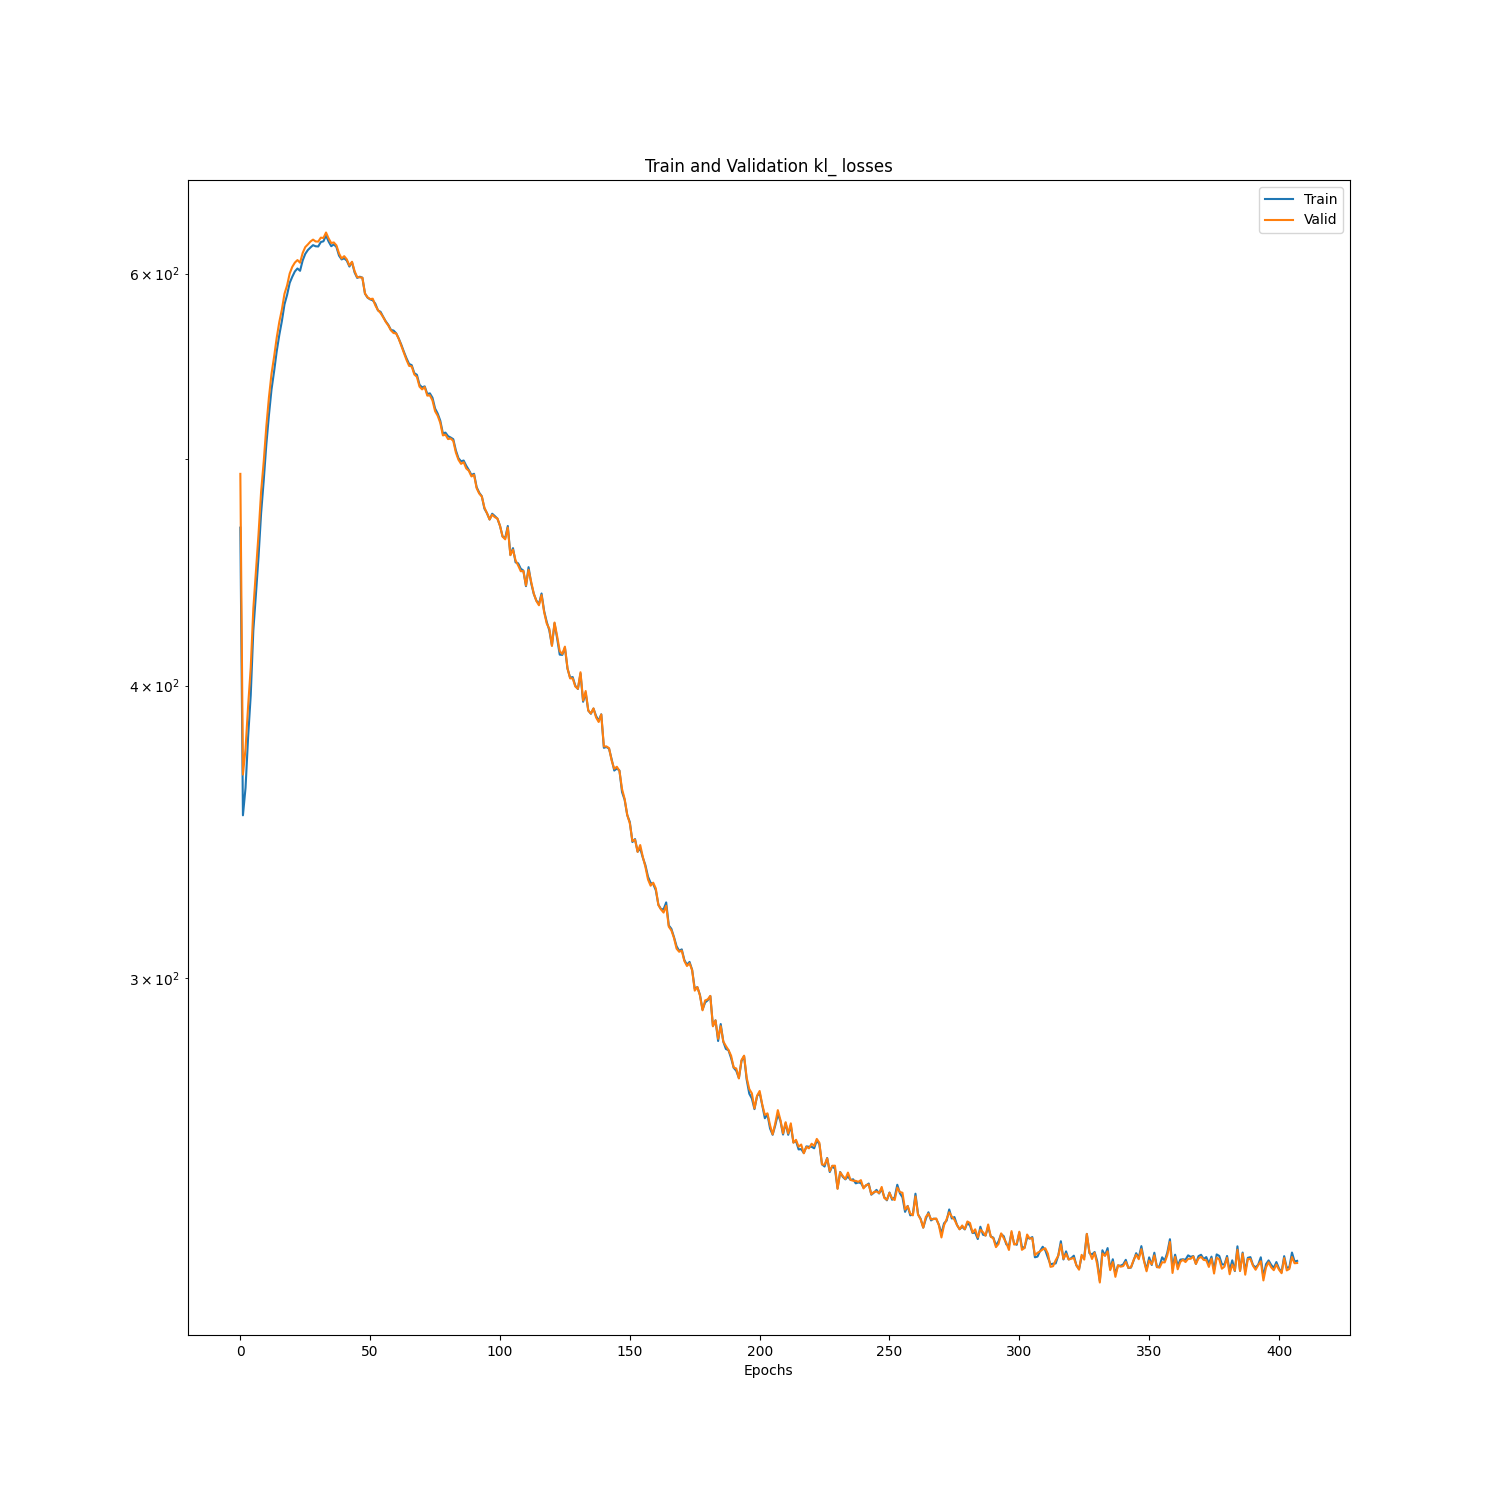 Train and Validation kl_ losses
Train
Valid
6 × 10²
4 × 10²
3 × 10²
0 50 100 150 200 250 300 350 400
Epochs